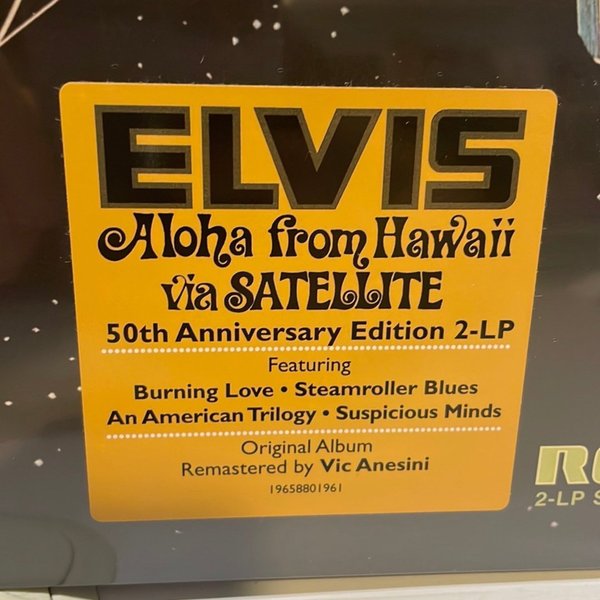 ELVIS
Aloha from Hawaii
via SATELLITE
50th Anniversary Edition 2-LP
Featuring
Burning Love • Steamroller Blues
An American Trilogy • Suspicious Minds
Original Album
Remastered by Vic Anesini
19658801961
2-LP